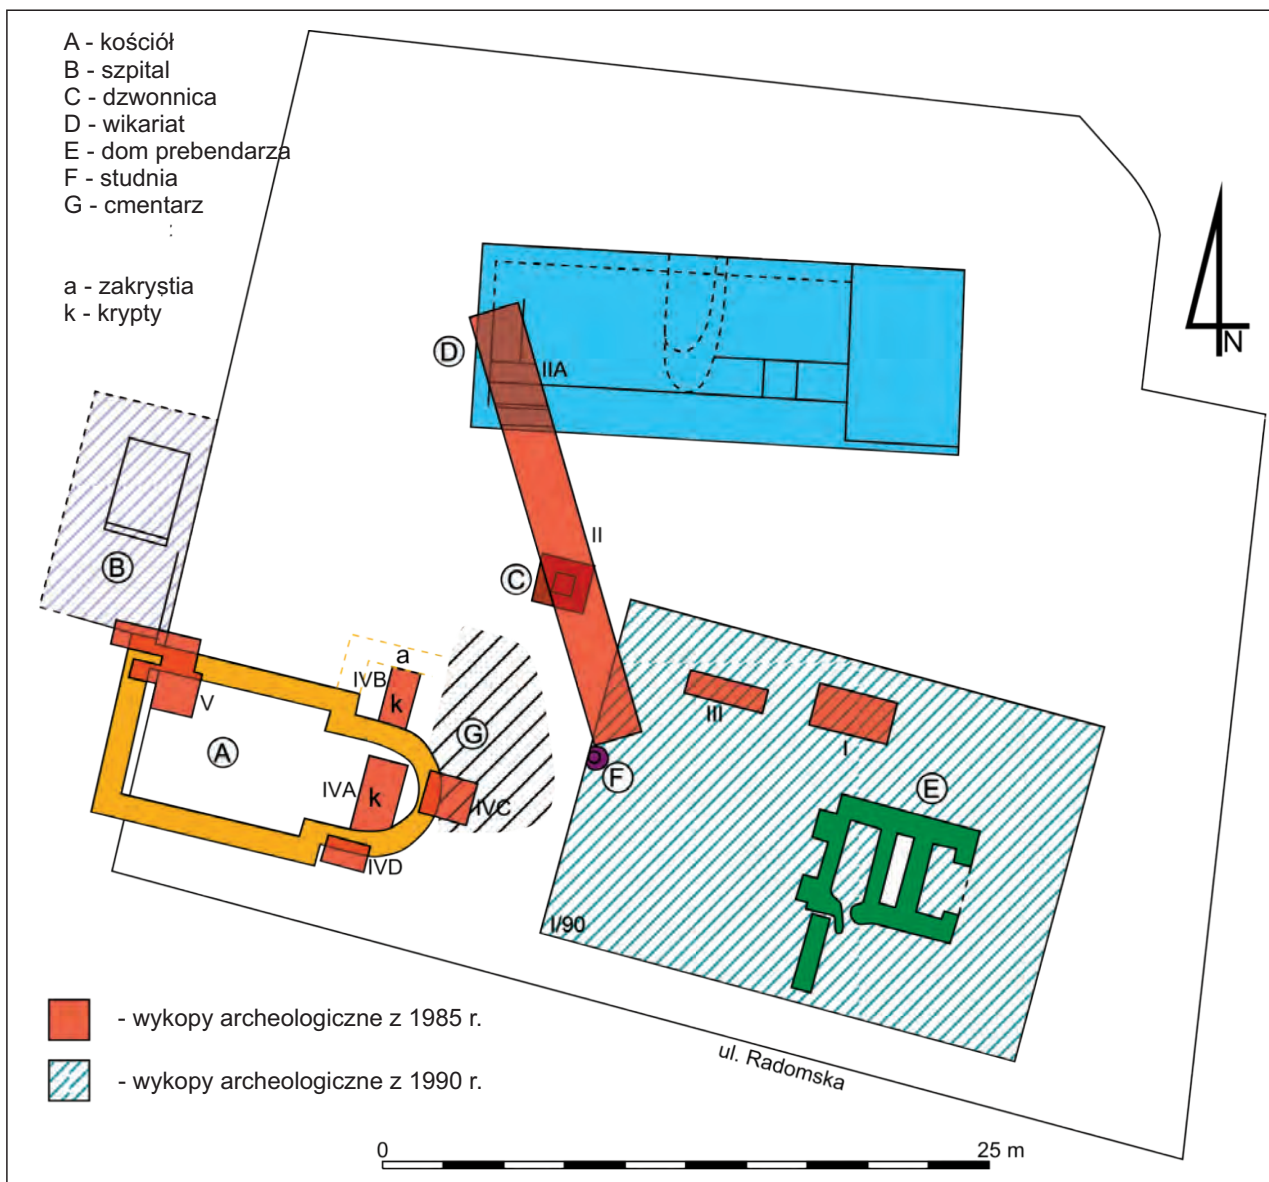 A - kościół
B - szpital
C - dzwonnica
D - wikariat
E - dom prebendarza
F - studnia
G - cmentarz
:
a - zakrystia
k - krypty
N
D
IIA
II
C
B
a
IVB
k
V
G
A
III
I
F
E
IVA
k
IVC
IVD
I/90
- wykopy archeologiczne z 1985 r.
- wykopy archeologiczne z 1990 r.
ul. Radomska
0
25 m